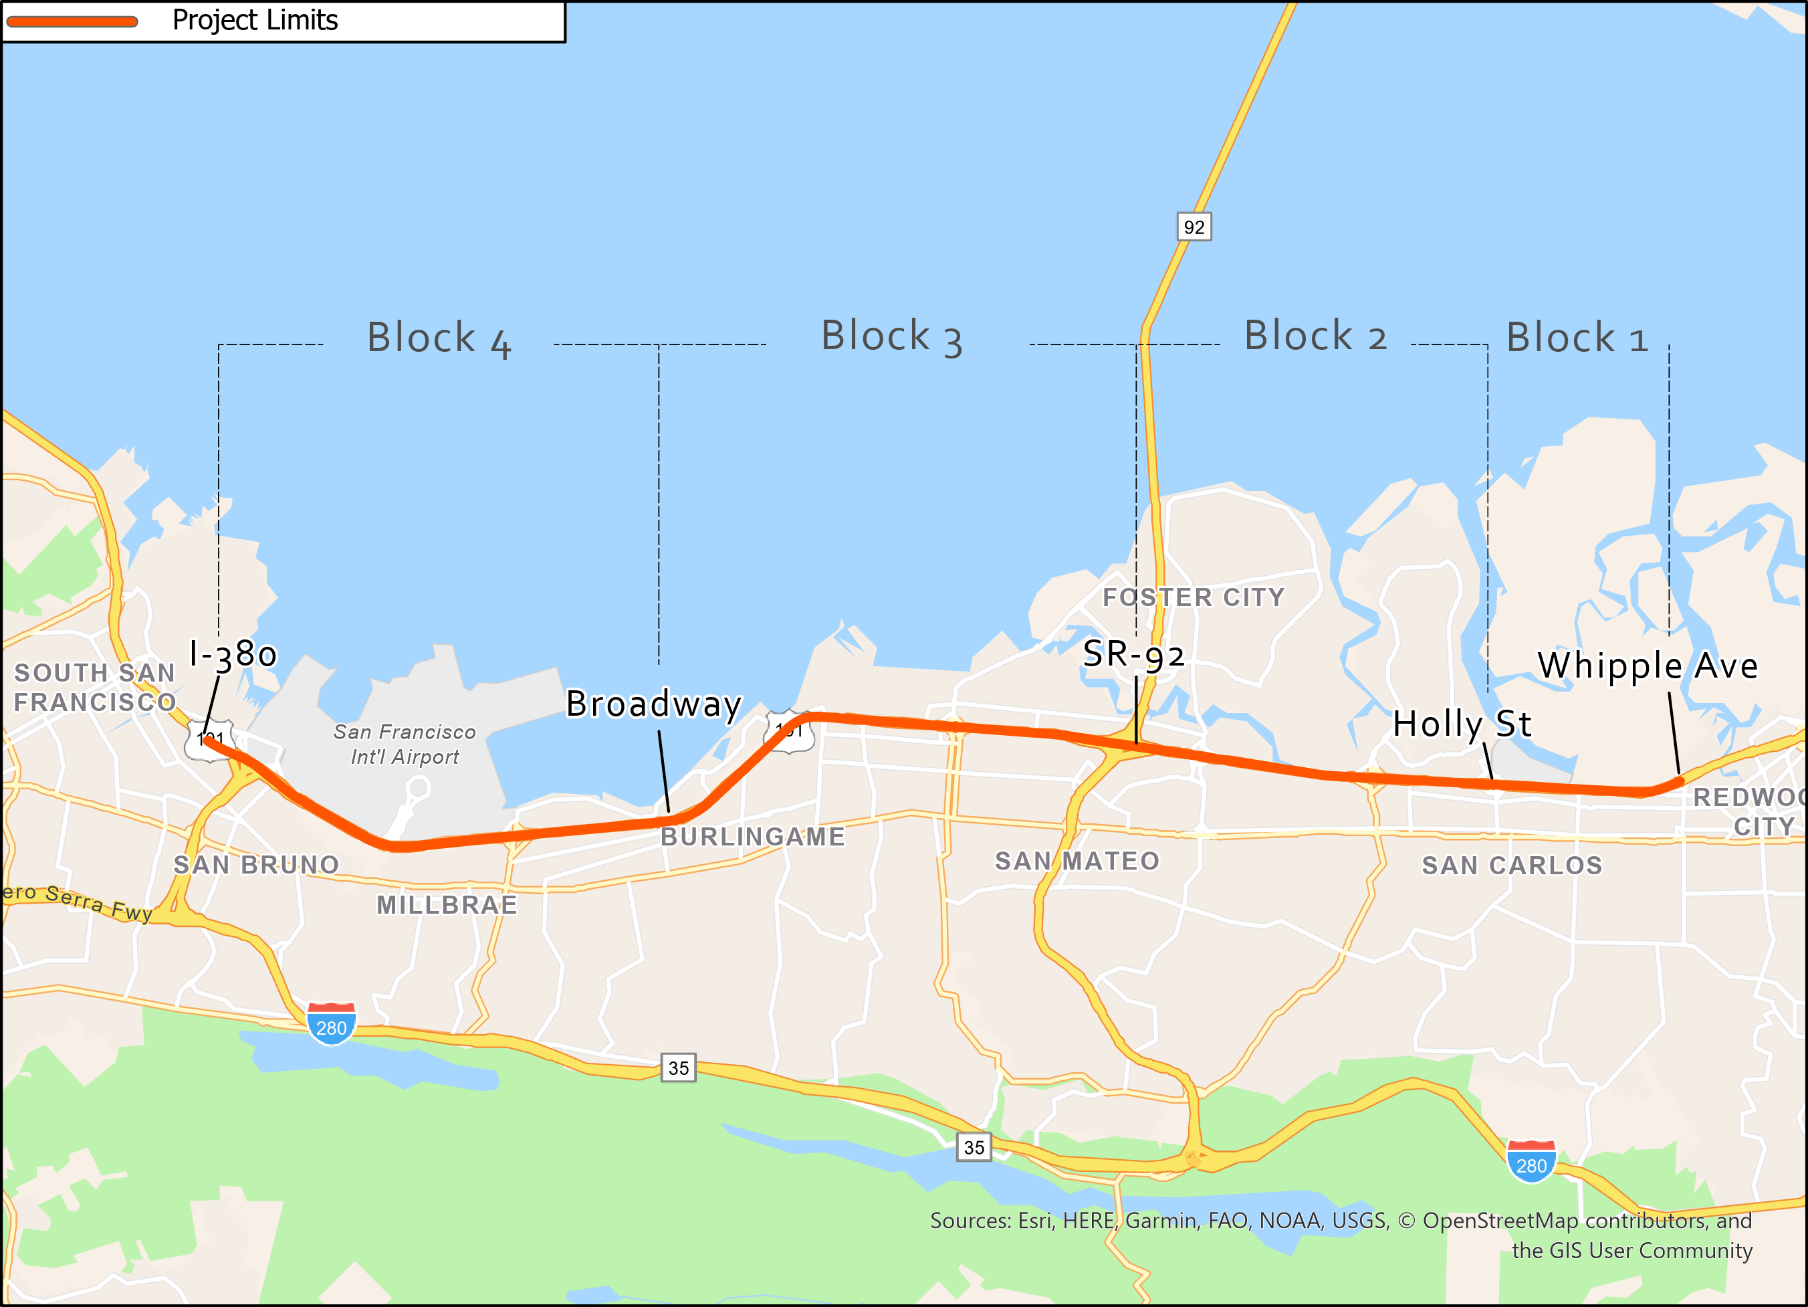 Project Limits
92
Block 4
Block 3
Block 2
Block 1
FOSTER CITY
I-380
SR-92
Whipple Ave
SOUTH SAN
FRANCISCO
Broadway
Holly St
101
San Francisco
Int'l Airport
101
REDWOO
CITY
BURLINGAME
SAN BRUNO
SAN MATEO
SAN CARLOS
ero Serra Fwy
MILLBRAE
280
35
35
280
Sources: Esri, HERE, Garmin, FAO, NOAA, USGS, © OpenStreetMap contributors, and
the GIS User Community